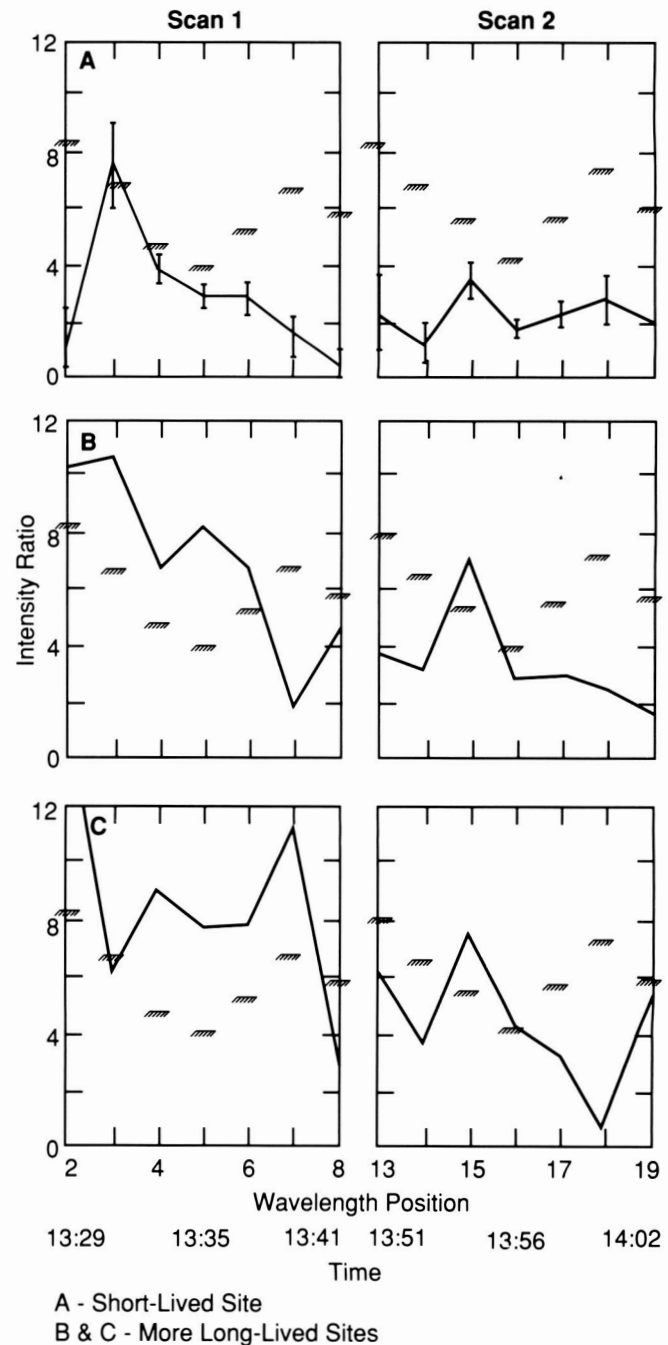 Scan 1 Scan 2
A
12
8
4
0
B
12
8
4
0
Intensity Ratio
C
12
8
4
0
2 4 6 8 13 15 17 19
Wavelength Position
13:29 13:35 13:41 13:51 13:56 14:02
Time
A - Short-Lived Site
B & C - More Long-Lived Sites